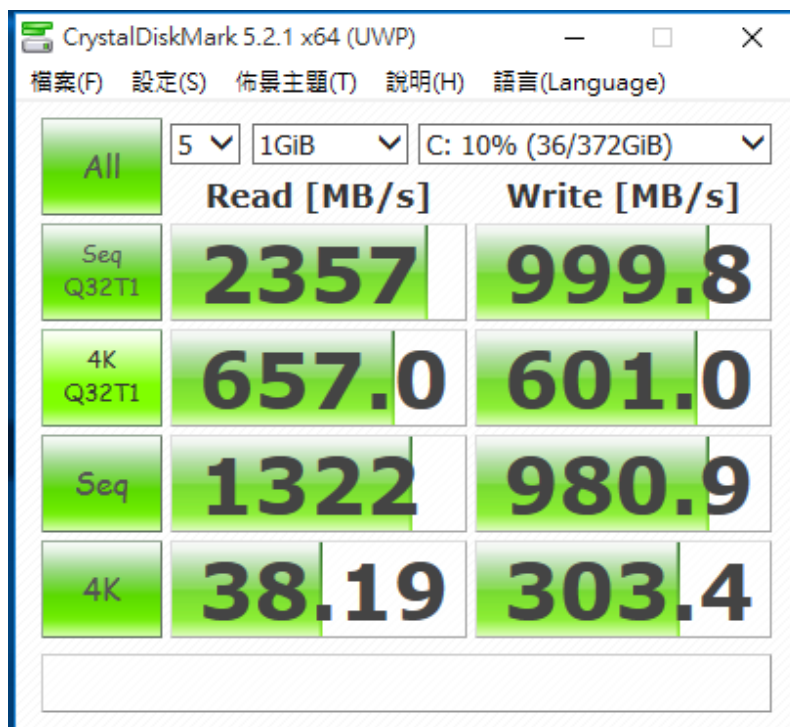 CrystalDiskMark 5.2.1 x64 (UWP)
檔案(F) 設定(S) 佈景主題(T) 說明(H) 語言(Language)
All 5 1GiB C: 10% (36/372GiB)
Read [MB/s] Write [MB/s]
Seq Q32T1 2357 999.8
4K Q32T1 657.0 601.0
Seq 1322 980.9
4K 38.19 303.4